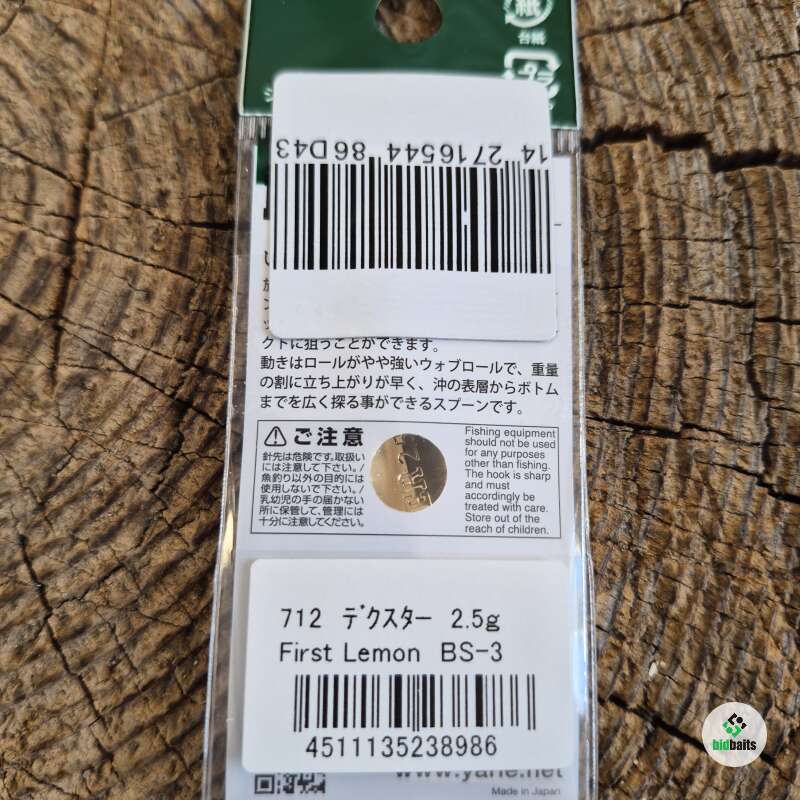 紙
台紙
14 2716544 86D43
クトに狙うことができます。
動きはロールがやや強いウォブロールで、重量
の割に立ち上がりが早く、沖の表層からボトム
までを広く探る事ができるスプーンです。
⚠ご注意
針先は危険です。取扱い
には注意して下さい。/
魚釣り以外の目的には
使用しないで下さい。/
乳幼児の手の届かない
所に保管して、管理には
十分に注意してください。
Fishing equipment
should not be used
for any purposes
other than fishing.
The hook is sharp
and must
accordingly be
treated with care.
Store out of the
reach of children.
712 デクスター 2.5g
First Lemon BS-3
4511135238986
www.yarie.net
Made in Japan
bidbaits